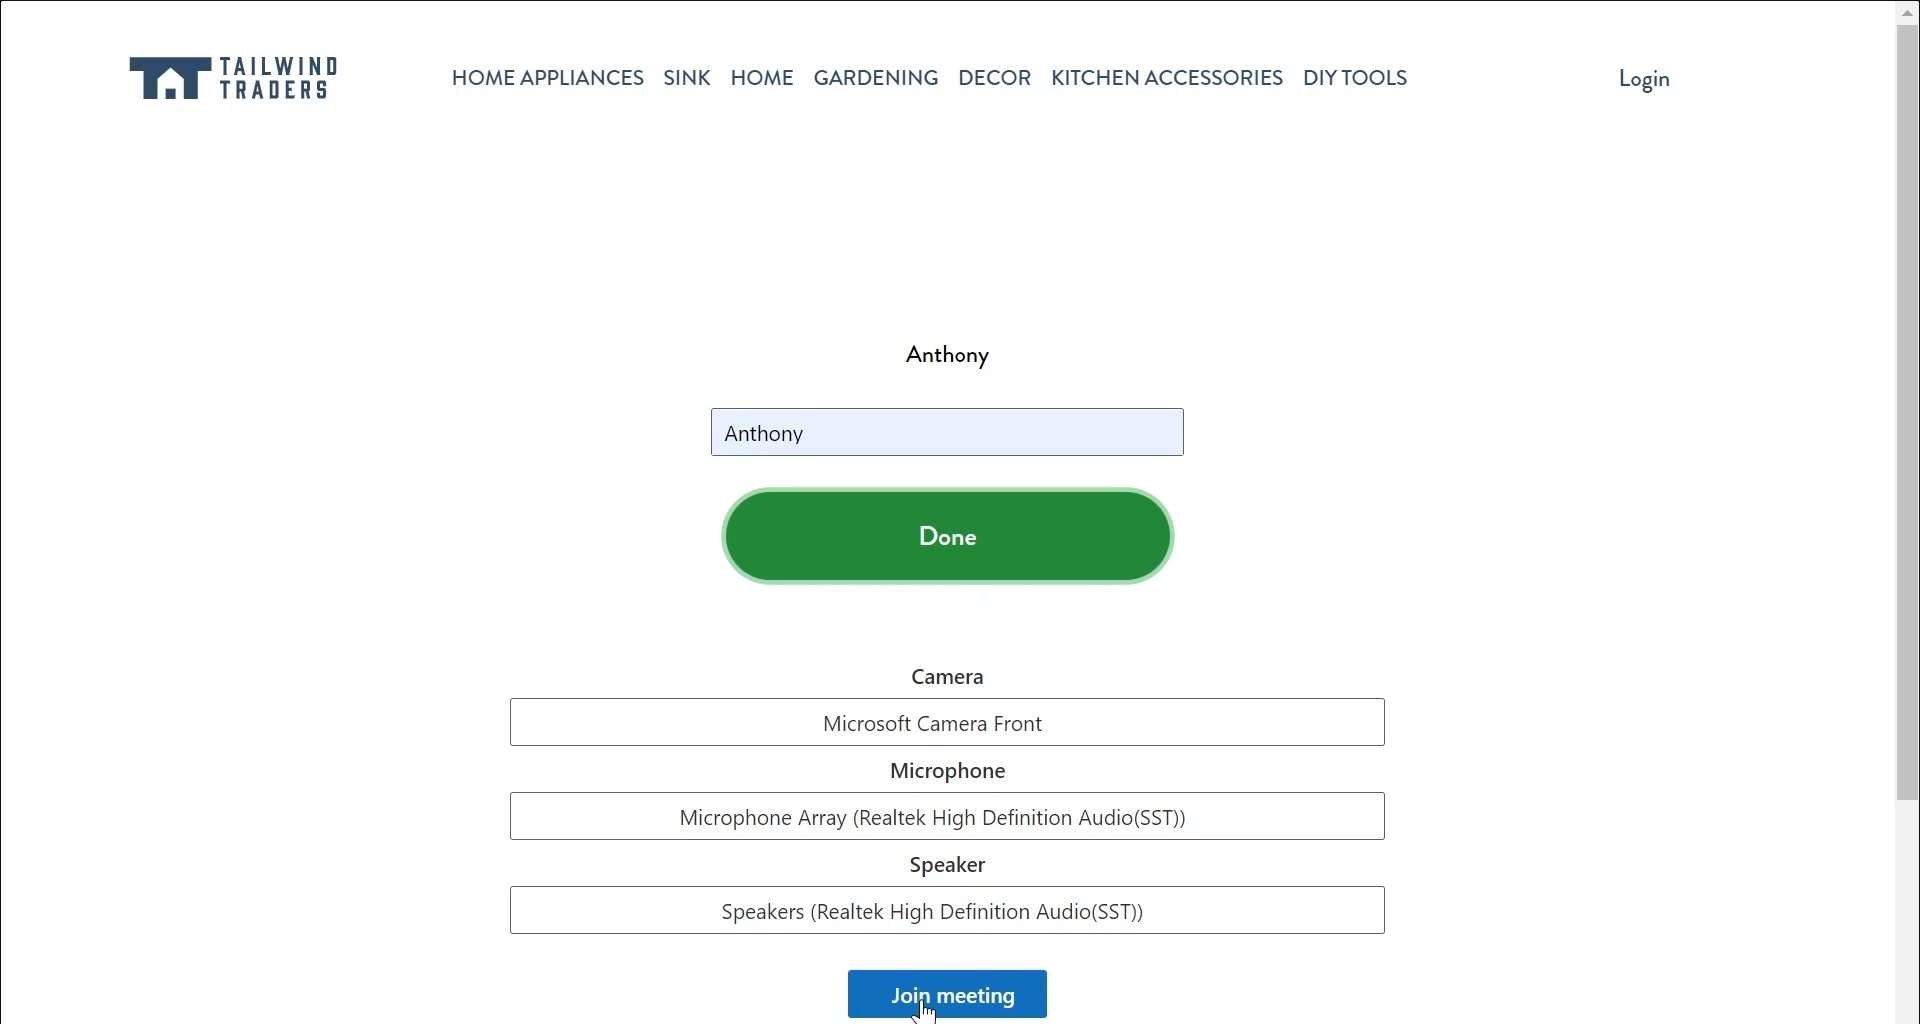 TAILWIND
TRADERS
HOME APPLIANCES SINK HOME GARDENING DECOR KITCHEN ACCESSORIES DIY TOOLS Login
Anthony
Anthony
Done
Camera
Microsoft Camera Front
Microphone
Microphone Array (Realtek High Definition Audio(SST))
Speaker
Speakers (Realtek High Definition Audio(SST))
Join meeting